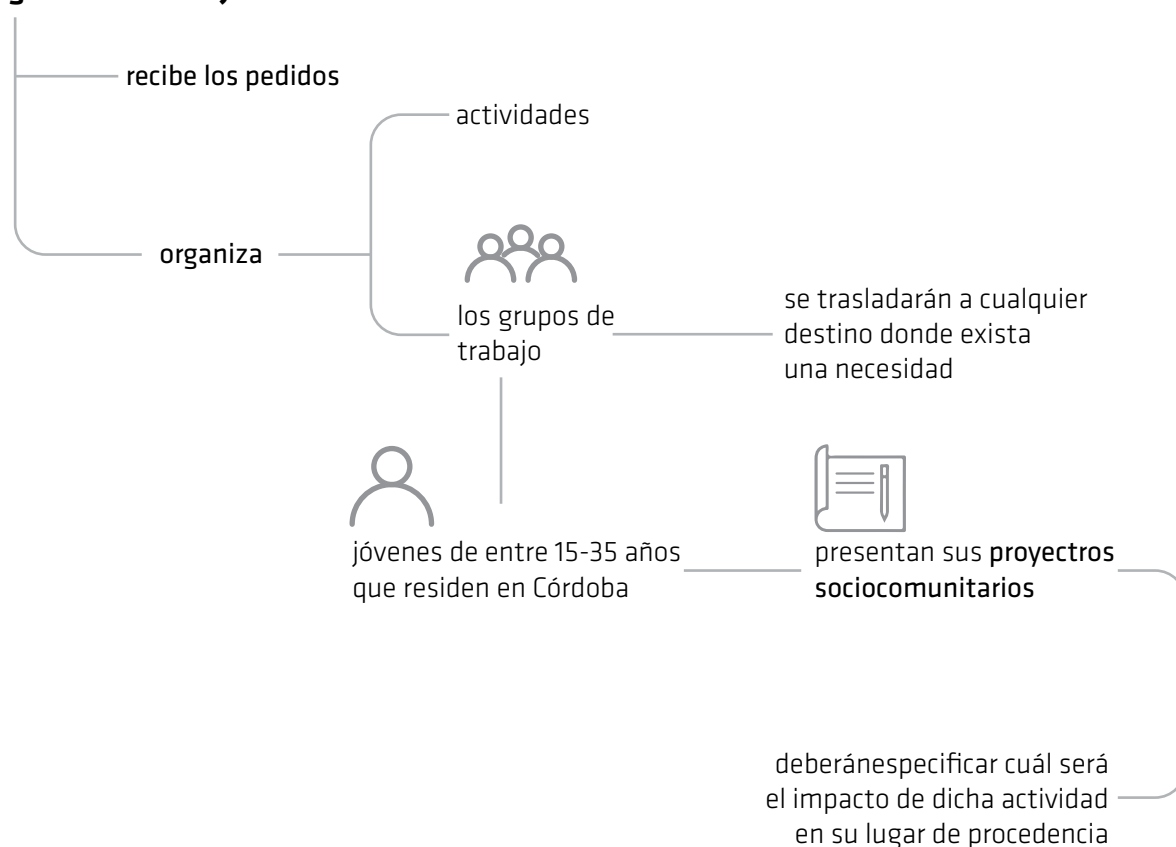 recibe los pedidos
actividades
organiza
los grupos de
trabajo
se trasladarán a cualquier
destino donde exista
una necesidad
jóvenes de entre 15-35 años
que residen en Córdoba
presentan sus proyectros
sociocomunitarios
deberánespecificar cuál será
el impacto de dicha actividad
en su lugar de procedencia